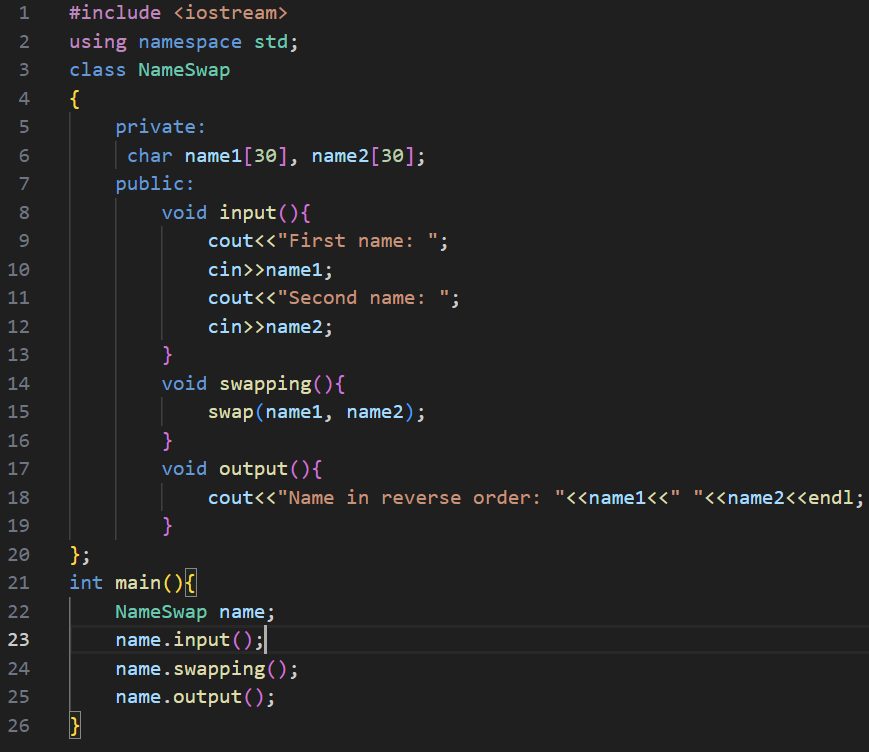 1 #include <iostream>
2 using namespace std;
3 class NameSwap
4 {
5     private:
6      char name1[30], name2[30];
7     public:
8         void input(){
9             cout<<"First name: ";
10             cin>>name1;
11             cout<<"Second name: ";
12             cin>>name2;
13         }
14         void swapping(){
15             swap(name1, name2);
16         }
17         void output(){
18             cout<<"Name in reverse order: "<<name1<<" "<<name2<<endl;
19         }
20 };
21 int main(){
22     NameSwap name;
23     name.input();
24     name.swapping();
25     name.output();
26 }